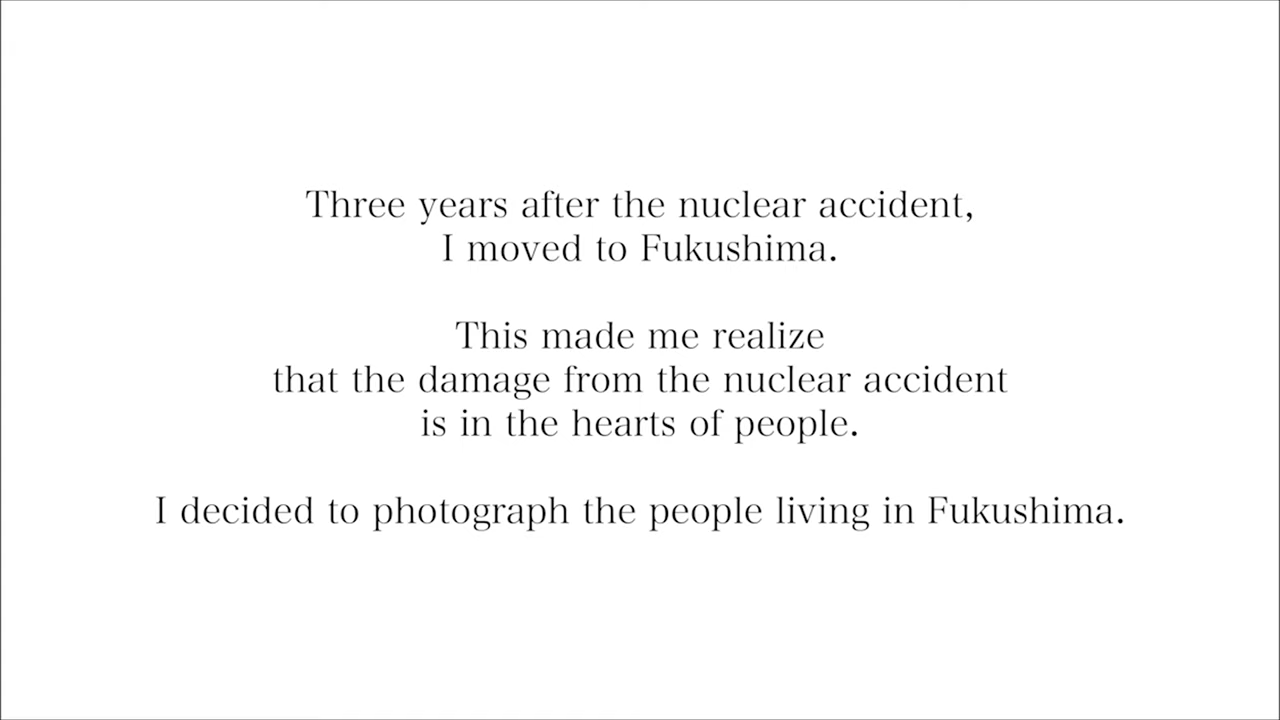 Three years after the nuclear accident,
I moved to Fukushima.
This made me realize
that the damage from the nuclear accident
is in the hearts of people.
I decided to photograph the people living in Fukushima.